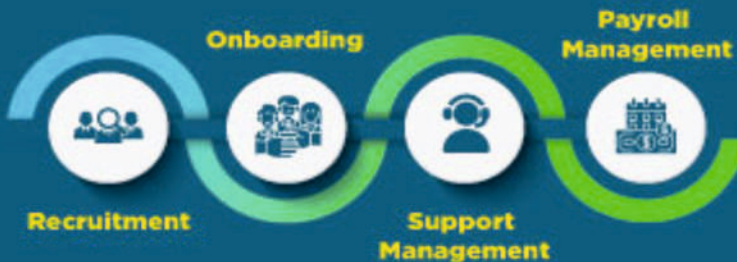 Recruitment
Onboarding
Support
Management
Payroll
Management